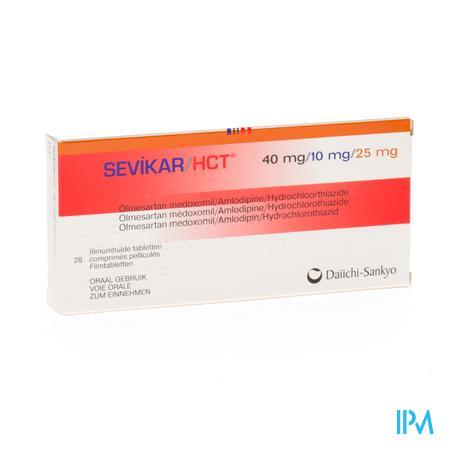 SEVIKAR/HCT® 40 mg/10 mg/25 mg
Olmesartan medoxomil/Amlodipine/Hydrochloorthiazide
Olmésartan médoxomil/Amlodipine/Hydrochlorothiazide
Olmesartan medoxomil/Amlodipin/Hydrochlorothiazid
28 filmomhulde tabletten
comprimés pelliculés
Filmtabletten
ORAAL GEBRUIK
VOIE ORALE
ZUM EINNEHMEN
Daiichi-Sankyo
IPM